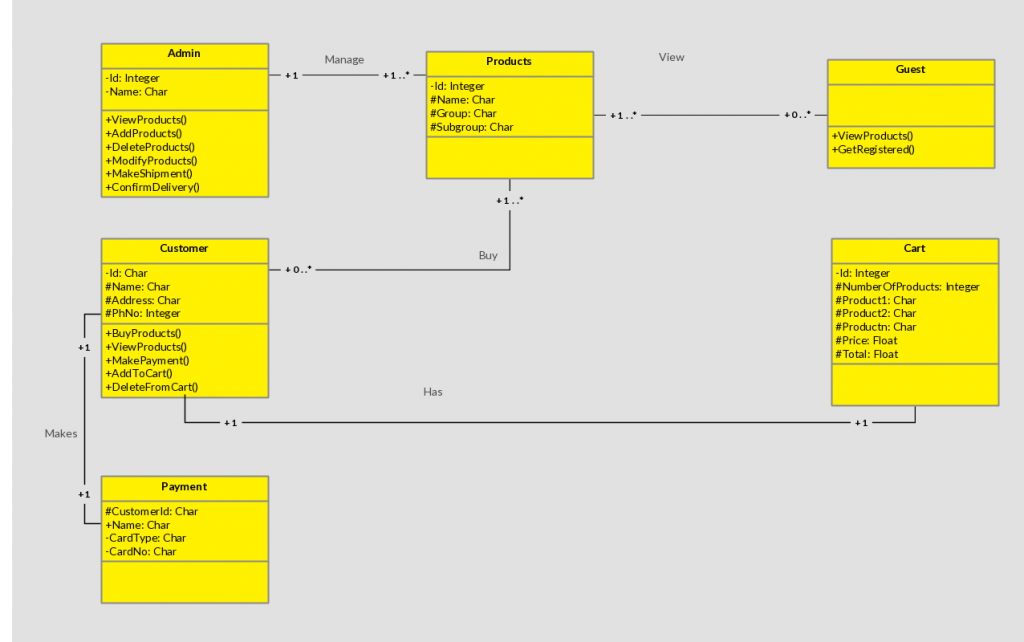 Admin
-Id: Integer
-Name: Char
+ViewProducts()
+AddProducts()
+DeleteProducts()
+ModifyProducts()
+MakeShipment()
+ConfirmDelivery()
Manage
+1
+1..*
Products
-Id: Integer
#Name: Char
#Group: Char
#Subgroup: Char
View
+1..*
+0..*
Guest
+ViewProducts()
+GetRegistered()
+1..*
Buy
+0..*
Customer
-Id: Char
#Name: Char
#Address: Char
#PhNo: Integer
+BuyProducts()
+ViewProducts()
+MakePayment()
+AddToCart()
+DeleteFromCart()
Cart
-Id: Integer
#NumberOfProducts: Integer
#Product1: Char
#Product2: Char
#Productn: Char
#Price: Float
#Total: Float
Has
+1
+1
+1
Makes
+1
Payment
#CustomerId: Char
+Name: Char
-CardType: Char
-CardNo: Char